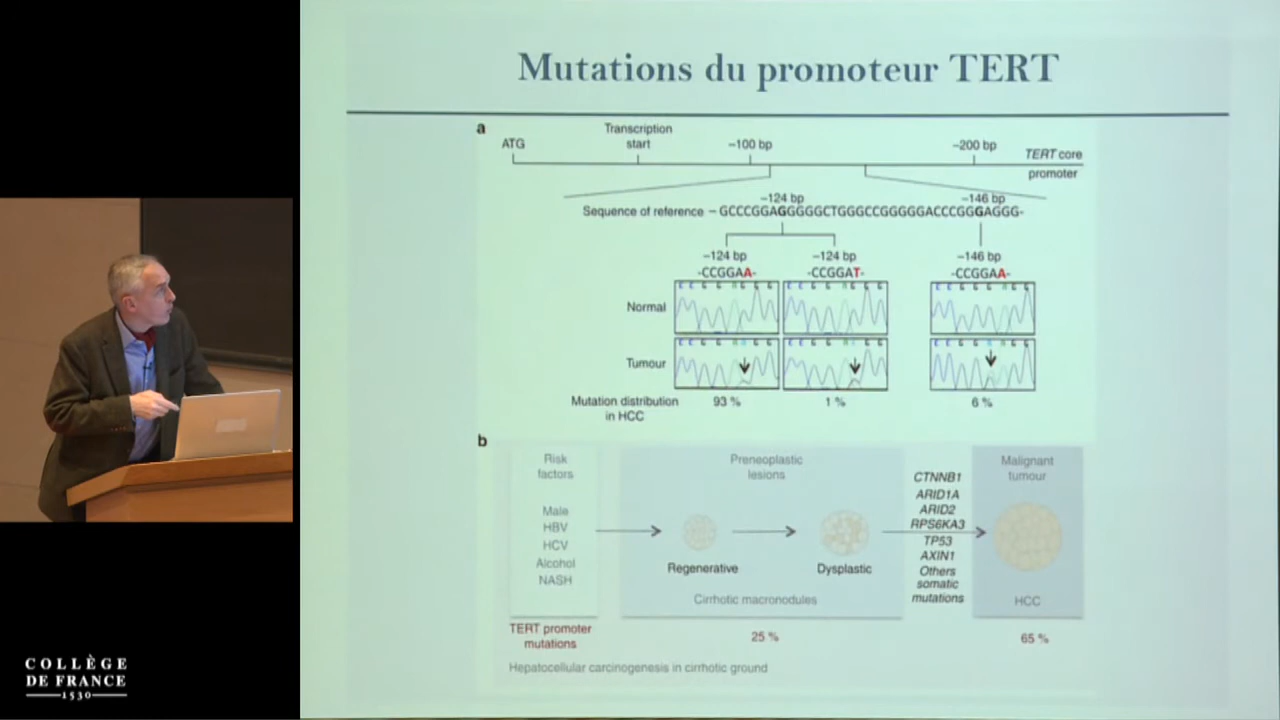 Mutations du promoteur TERT
a
ATG
Transcription
start
−100 bp
−200 bp
TERT core
promoter
−124 bp
−146 bp
Sequence of reference – GCCCGGAGGGGGCTGGGCCGGGGGACCCGGGAGGG-
−124 bp
−124 bp
−146 bp
-CCGGAA-
-CCGGAT-
-CCGGAA-
Normal
Tumour
Mutation distribution
in HCC
93 %
1 %
6 %
b
Risk
factors
Male
HBV
HCV
Alcohol
NASH
Preneoplastic
lesions
Regenerative
Dysplastic
Cirrhotic macronodules
CTNNB1
ARID1A
ARID2
RPS6KA3
TP53
AXIN1
Others
somatic
mutations
Malignant
tumour
HCC
TERT promoter
mutations
25 %
65 %
Hepatocellular carcinogenesis in cirrhotic ground
COLLÈGE
DE FRANCE
1530